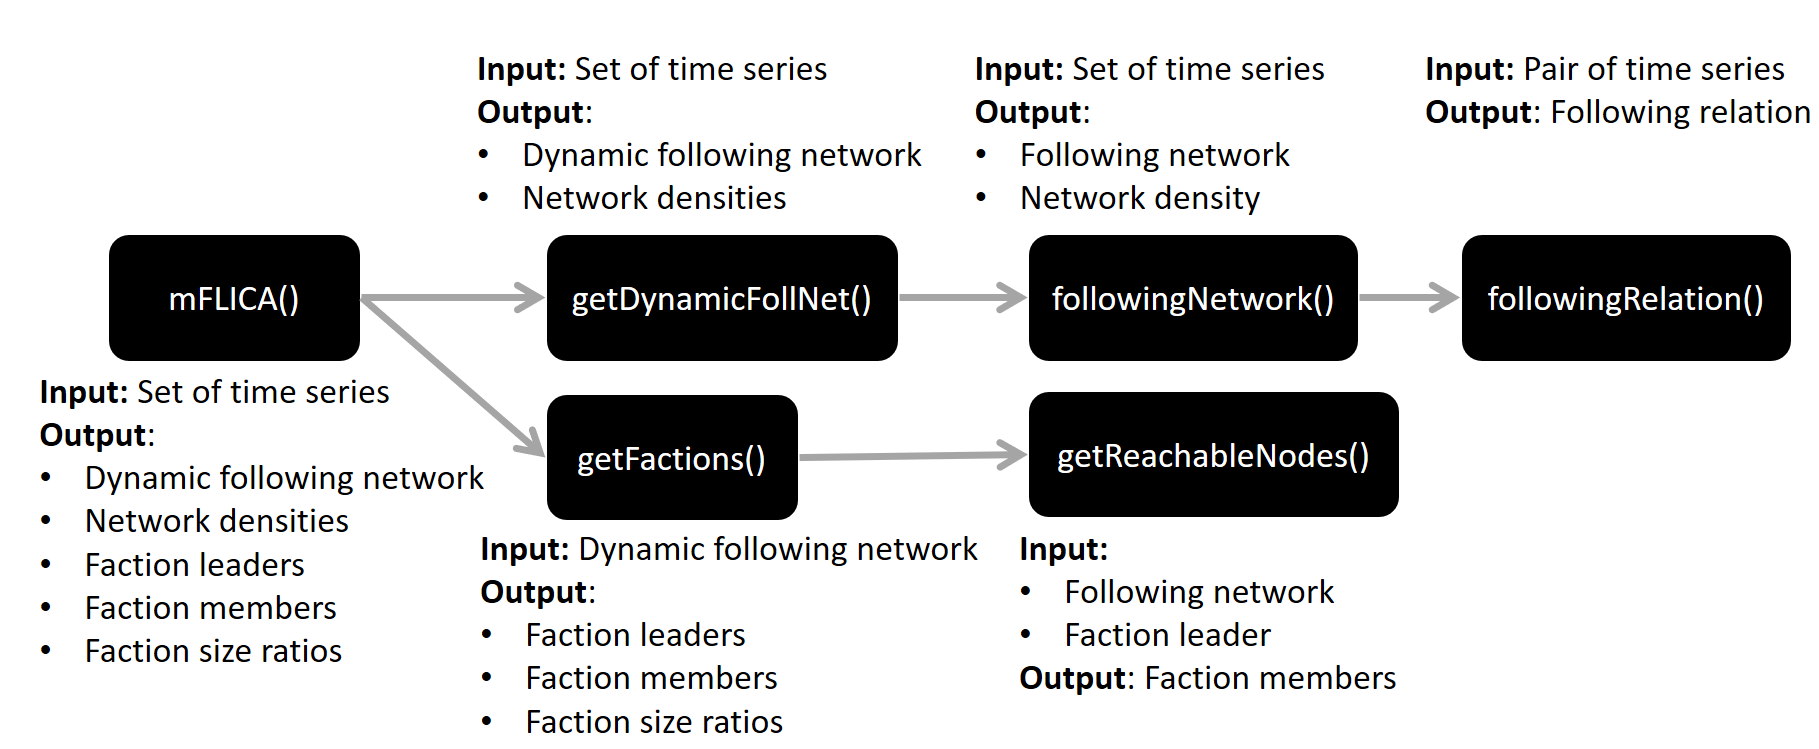 Input: Set of time series
Output:
• Dynamic following network
• Network densities
Input: Set of time series
Output:
• Following network
• Network density
Input: Pair of time series
Output: Following relation
mFLICA()
getDynamicFollNet()
followingNetwork()
followingRelation()
Input: Set of time series
Output:
• Dynamic following network
• Network densities
• Faction leaders
• Faction members
• Faction size ratios
getFactions()
getReachableNodes()
Input: Dynamic following network
Output:
• Faction leaders
• Faction members
• Faction size ratios
Input:
• Following network
• Faction leader
Output: Faction members